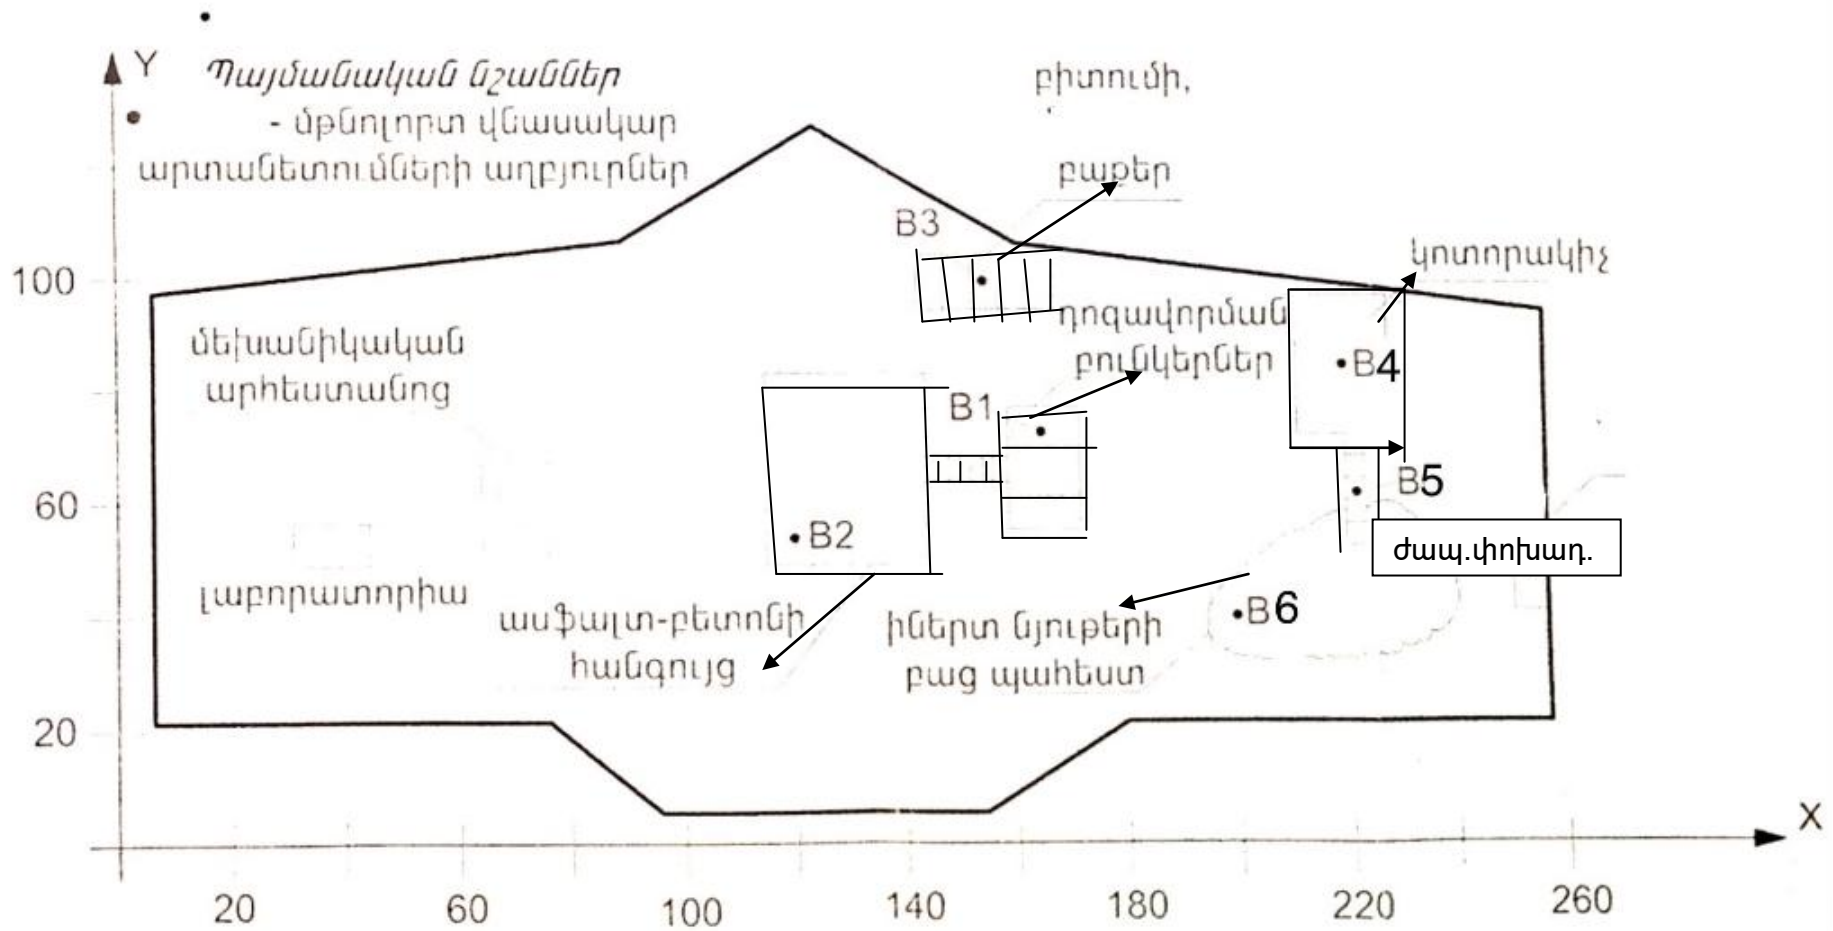 Y
Պայմանական նշաններ
- մթնոլորտ վնասակար
արտանետումների աղբյուրներ
բիտումի,
բաքեր
B3
կոտորակիչ
100
դոզավորման
բունկերներ
մեխանիկական
արհեստանոց
B4
B1
B5
60
B2
ժապ.փոխադ.
լաբորատորիա
ասֆալտ-բետոնի
հանգույց
իներտ նյութերի
բաց պահեստ
B6
20
X
20 60 100 140 180 220 260